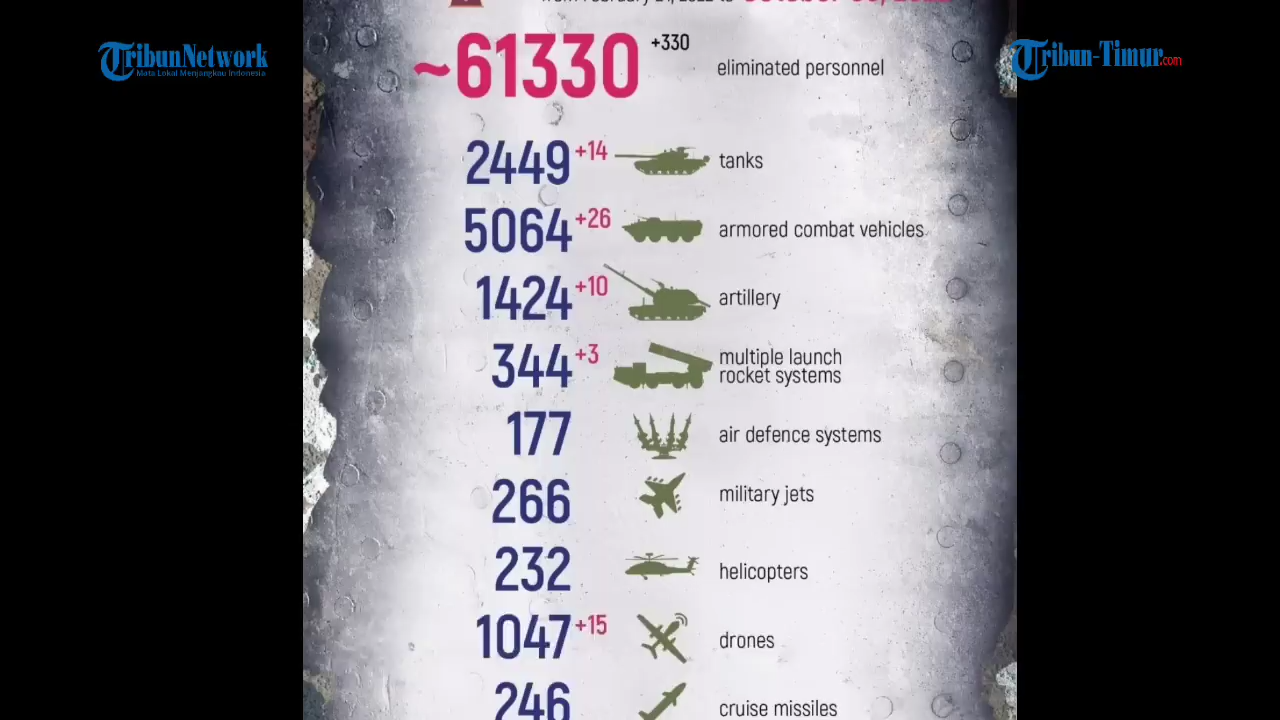 TribunNetwork
Mata Lokal Menjangkau Indonesia
Tribun-Timur.com
~61330 +330 eliminated personnel
2449 +14 tanks
5064 +26 armored combat vehicles
1424 +10 artillery
344 +3 multiple launch
rocket systems
177 air defence systems
266 military jets
232 helicopters
1047 +15 drones
246 cruise missiles